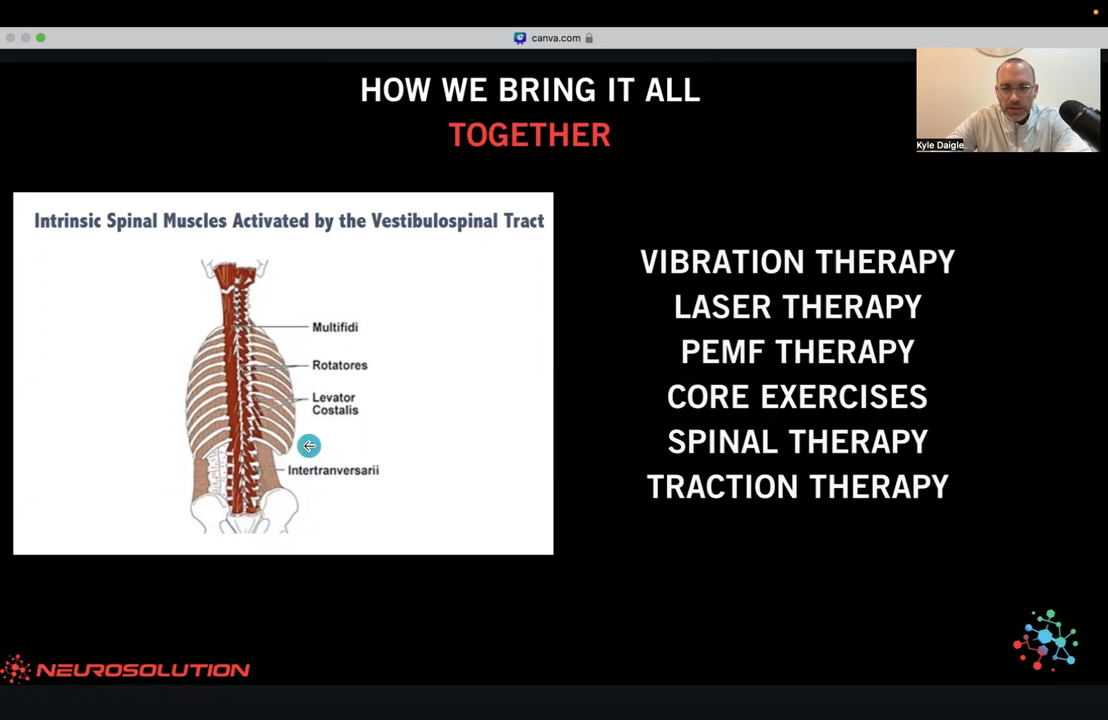 canva.com
HOW WE BRING IT ALL
TOGETHER
Kyle Daigle
Intrinsic Spinal Muscles Activated by the Vestibulospinal Tract
Multifidi
Rotatores
Levator
Costalis
Intertranversarii
VIBRATION THERAPY
LASER THERAPY
PEMF THERAPY
CORE EXERCISES
SPINAL THERAPY
TRACTION THERAPY
NEUROSOLUTION